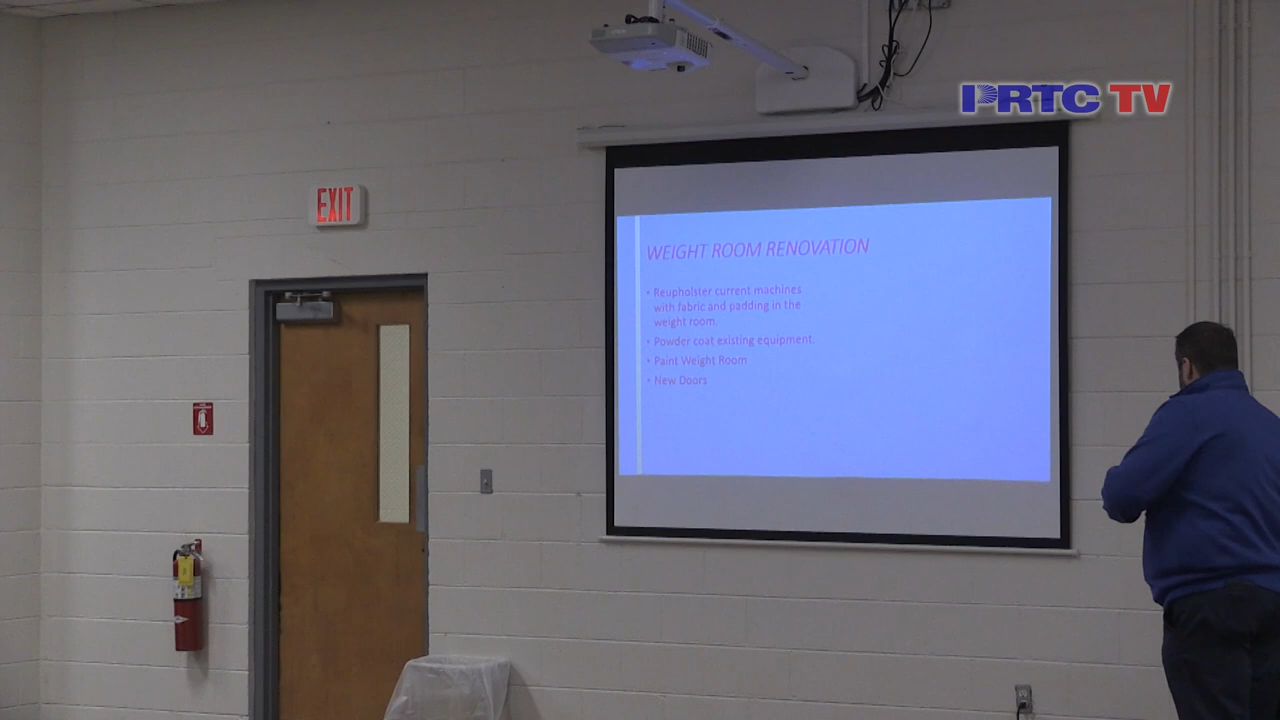 PRTC TV
EXIT
WEIGHT ROOM RENOVATION
• Reupholster current machines
with fabric and padding in the
weight room.
• Powder coat existing equipment.
• Paint Weight Room
• New Doors